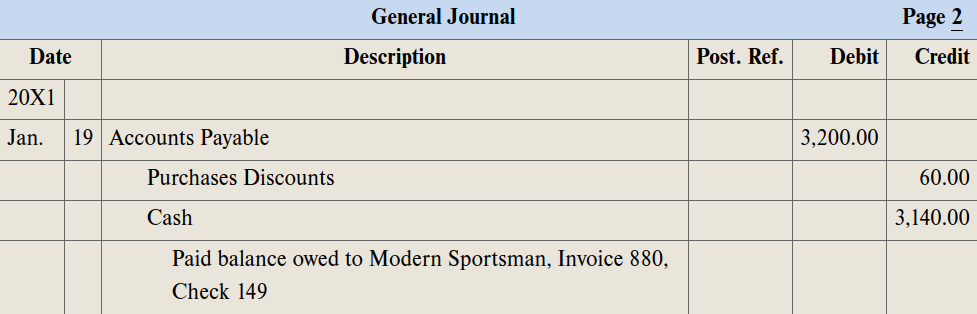 General Journal Page 2
Date Description Post. Ref. Debit Credit
20X1
Jan. 19 Accounts Payable 3,200.00
Purchases Discounts 60.00
Cash 3,140.00
Paid balance owed to Modern Sportsman, Invoice 880,
Check 149